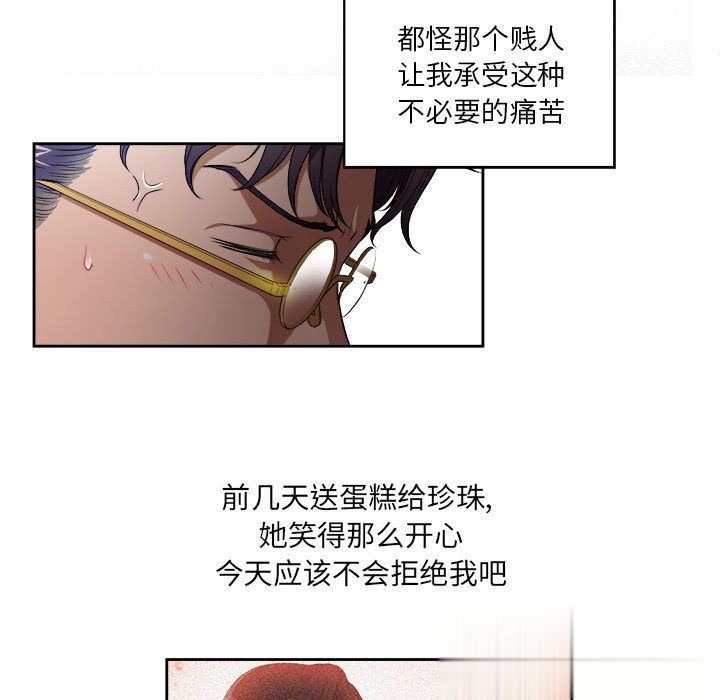 都怪那个贱人
让我承受这种
不必要的痛苦
前几天送蛋糕给珍珠,
她笑得那么开心
今天应该不会拒绝我吧